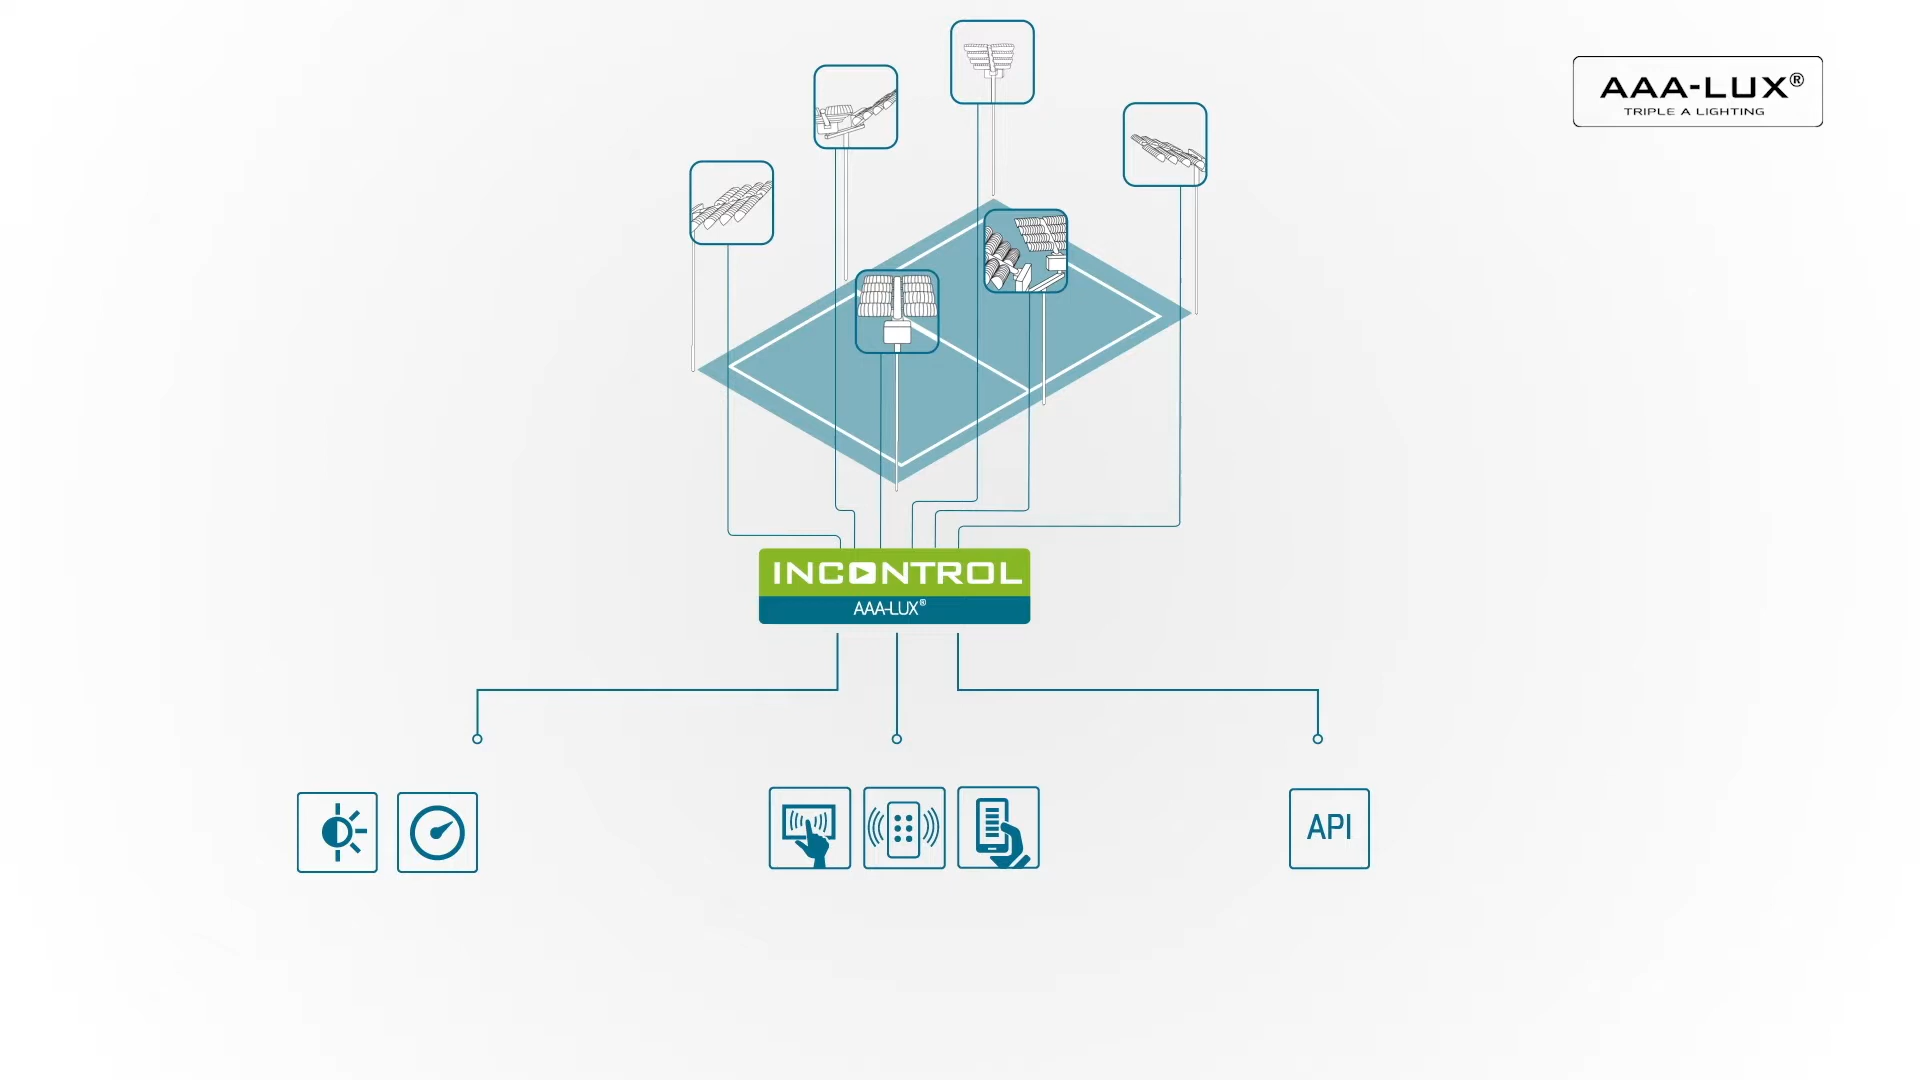 AAA-LUX®
TRIPLE A LIGHTING
INCONTROL
AAA-LUX®
API